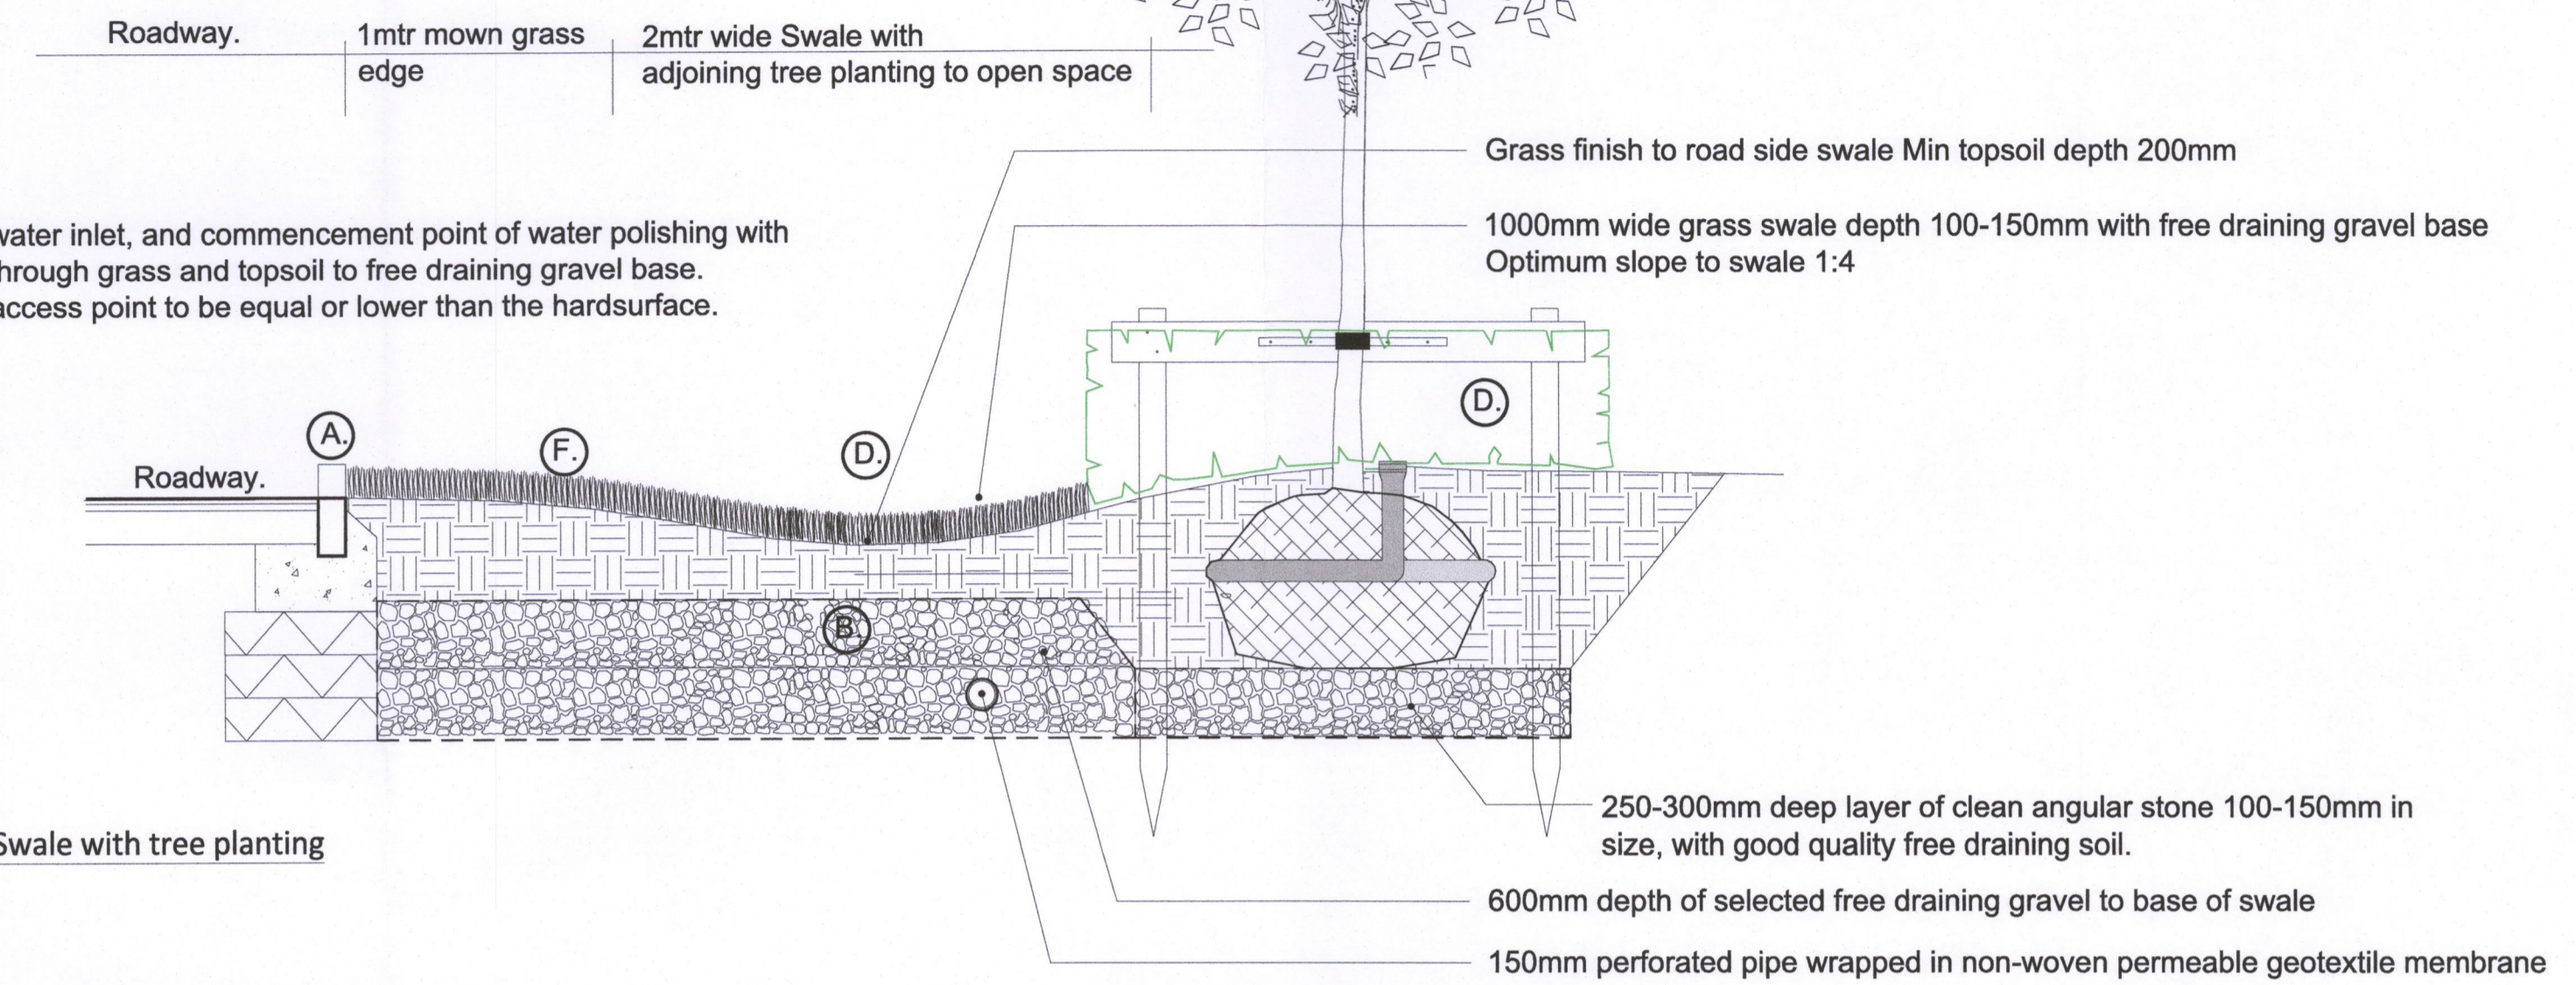 Roadway.
1mtr mown grass
edge
2mtr wide Swale with
adjoining tree planting to open space
Grass finish to road side swale Min topsoil depth 200mm
1000mm wide grass swale depth 100-150mm with free draining gravel base
Optimum slope to swale 1:4
water inlet, and commencement point of water polishing with
through grass and topsoil to free draining gravel base.
access point to be equal or lower than the hardsurface.
A.
F.
D.
D.
Roadway.
B.
250-300mm deep layer of clean angular stone 100-150mm in
size, with good quality free draining soil.
Swale with tree planting
600mm depth of selected free draining gravel to base of swale
150mm perforated pipe wrapped in non-woven permeable geotextile membrane